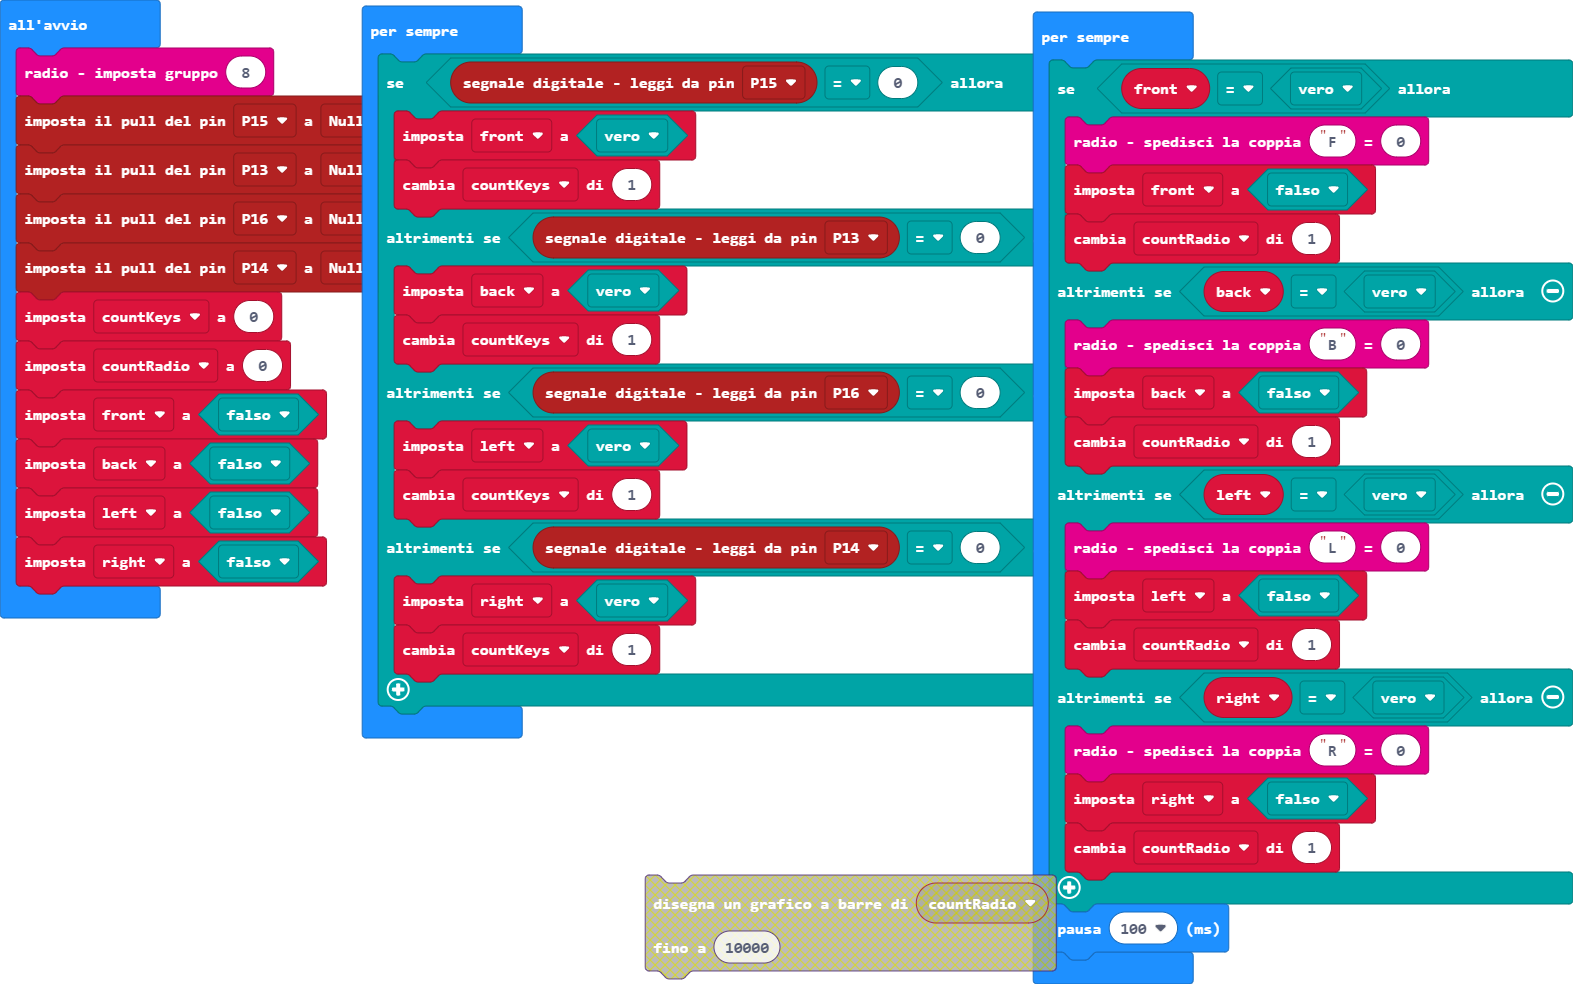 all'avvio
radio - imposta gruppo 8
imposta il pull del pin P15 a Null
imposta il pull del pin P13 a Null
imposta il pull del pin P16 a Null
imposta il pull del pin P14 a Null
imposta countKeys a 0
imposta countRadio a 0
imposta front a falso
imposta back a falso
imposta left a falso
imposta right a falso
per sempre
se segnale digitale - leggi da pin P15 = 0 allora
imposta front a vero
cambia countKeys di 1
altrimenti se segnale digitale - leggi da pin P13 = 0
imposta back a vero
cambia countKeys di 1
altrimenti se segnale digitale - leggi da pin P16 = 0
imposta left a vero
cambia countKeys di 1
altrimenti se segnale digitale - leggi da pin P14 = 0
imposta right a vero
cambia countKeys di 1
per sempre
se front = vero allora
radio - spedisci la coppia "F" = 0
imposta front a falso
cambia countRadio di 1
altrimenti se back = vero allora
radio - spedisci la coppia "B" = 0
imposta back a falso
cambia countRadio di 1
altrimenti se left = vero allora
radio - spedisci la coppia "L" = 0
imposta left a falso
cambia countRadio di 1
altrimenti se right = vero allora
radio - spedisci la coppia "R" = 0
imposta right a falso
cambia countRadio di 1
pausa 100 (ms)
disegna un grafico a barre di countRadio
fino a 10000